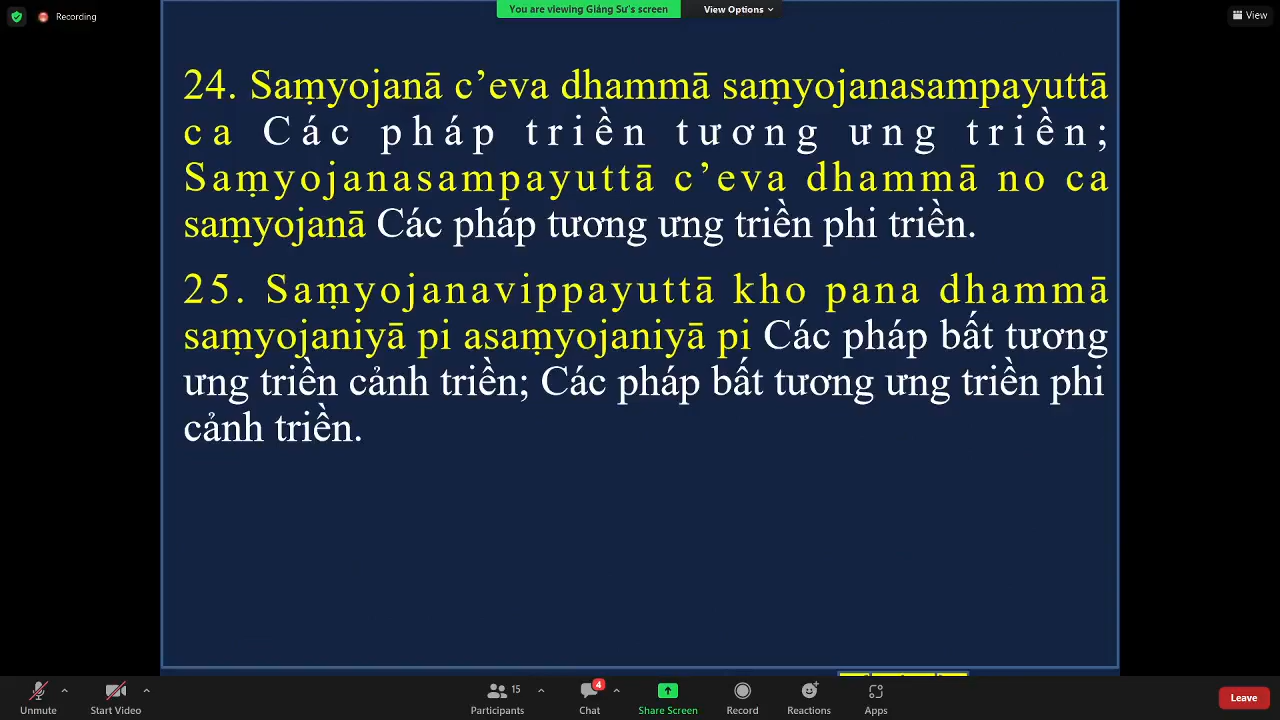 Recording
You are viewing Giảng Sư's screen
View Options
View
24. Saṃyojanā c’eva dhammā saṃyojanasampayuttā
ca Các pháp triền tương ưng triền;
Saṃyojanasampayuttā c’eva dhammā no ca
saṃyojanā Các pháp tương ưng triền phi triền.
25. Saṃyojanavippayuttā kho pana dhammā
saṃyojaniyā pi asaṃyojaniyā pi Các pháp bất tương
ưng triền cảnh triền; Các pháp bất tương ưng triền phi
cảnh triền.
Unmute
Start Video
Participants 15
Chat 4
Share Screen
Record
Reactions
Apps
Leave